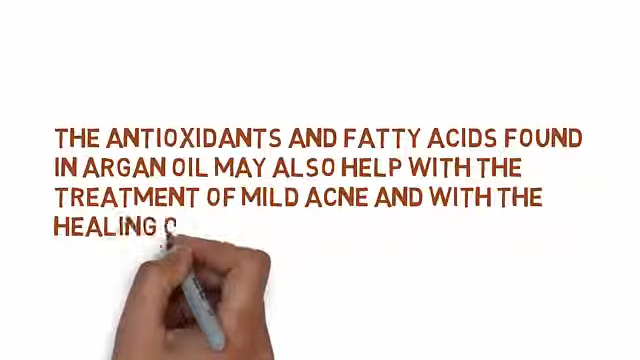 THE ANTIOXIDANTS AND FATTY ACIDS FOUND
IN ARGAN OIL MAY ALSO HELP WITH THE
TREATMENT OF MILD ACNE AND WITH THE
HEALING